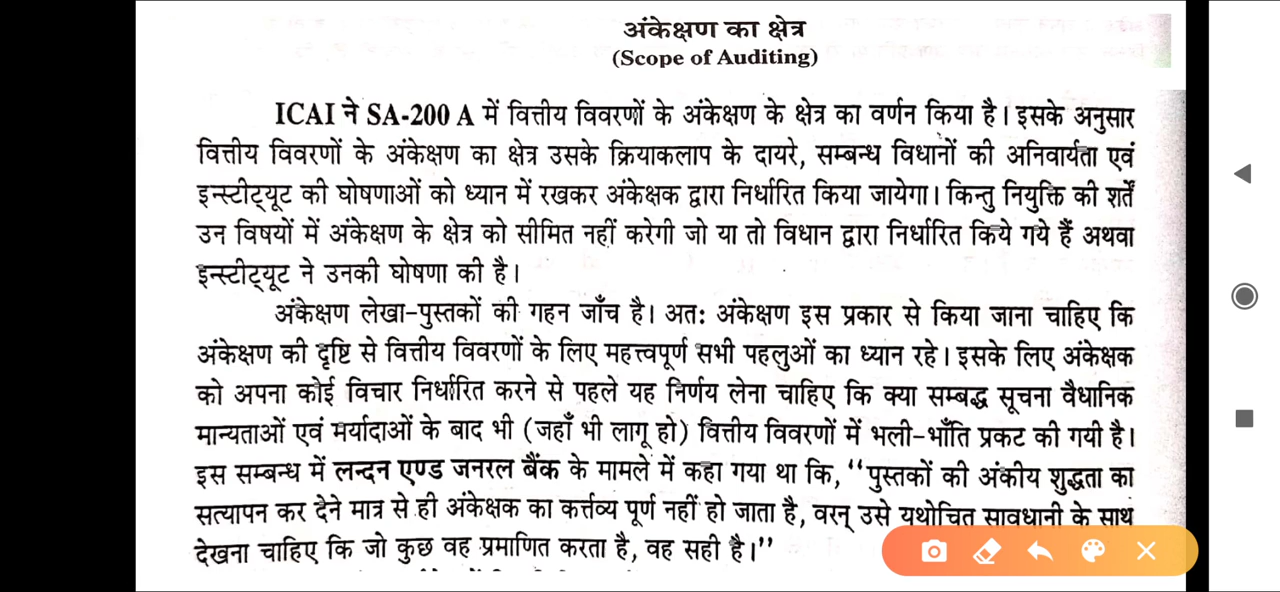 अंकेक्षण का क्षेत्र
(Scope of Auditing)
ICAI ने SA-200 A में वित्तीय विवरणों के अंकेक्षण के क्षेत्र का वर्णन किया है। इसके अनुसार
वित्तीय विवरणों के अंकेक्षण का क्षेत्र उसके क्रियाकलाप के दायरे, सम्बन्ध विधानों की अनिवार्यता एवं
इन्स्टीट्यूट की घोषणाओं को ध्यान में रखकर अंकेक्षक द्वारा निर्धारित किया जायेगा। किन्तु नियुक्ति की शर्तें
उन विषयों में अंकेक्षण के क्षेत्र को सीमित नहीं करेगी जो या तो विधान द्वारा निर्धारित किये गये हैं अथवा
इन्स्टीट्यूट ने उनकी घोषणा की है।
अंकेक्षण लेखा-पुस्तकों की गहन जाँच है। अतः अंकेक्षण इस प्रकार से किया जाना चाहिए कि
अंकेक्षण की दृष्टि से वित्तीय विवरणों के लिए महत्त्वपूर्ण सभी पहलुओं का ध्यान रहे। इसके लिए अंकेक्षक
को अपना कोई विचार निर्धारित करने से पहले यह निर्णय लेना चाहिए कि क्या सम्बद्ध सूचना वैधानिक
मान्यताओं एवं मर्यादाओं के बाद भी (जहाँ भी लागू हो) वित्तीय विवरणों में भली-भाँति प्रकट की गयी है।
इस सम्बन्ध में लन्दन एण्ड जनरल बैंक के मामले में कहा गया था कि, “पुस्तकों की अंकीय शुद्धता का
सत्यापन कर देने मात्र से ही अंकेक्षक का कर्त्तव्य पूर्ण नहीं हो जाता है, वरन् उसे यथोचित सावधानी के साथ
देखना चाहिए कि जो कुछ वह प्रमाणित करता है, वह सही है।”